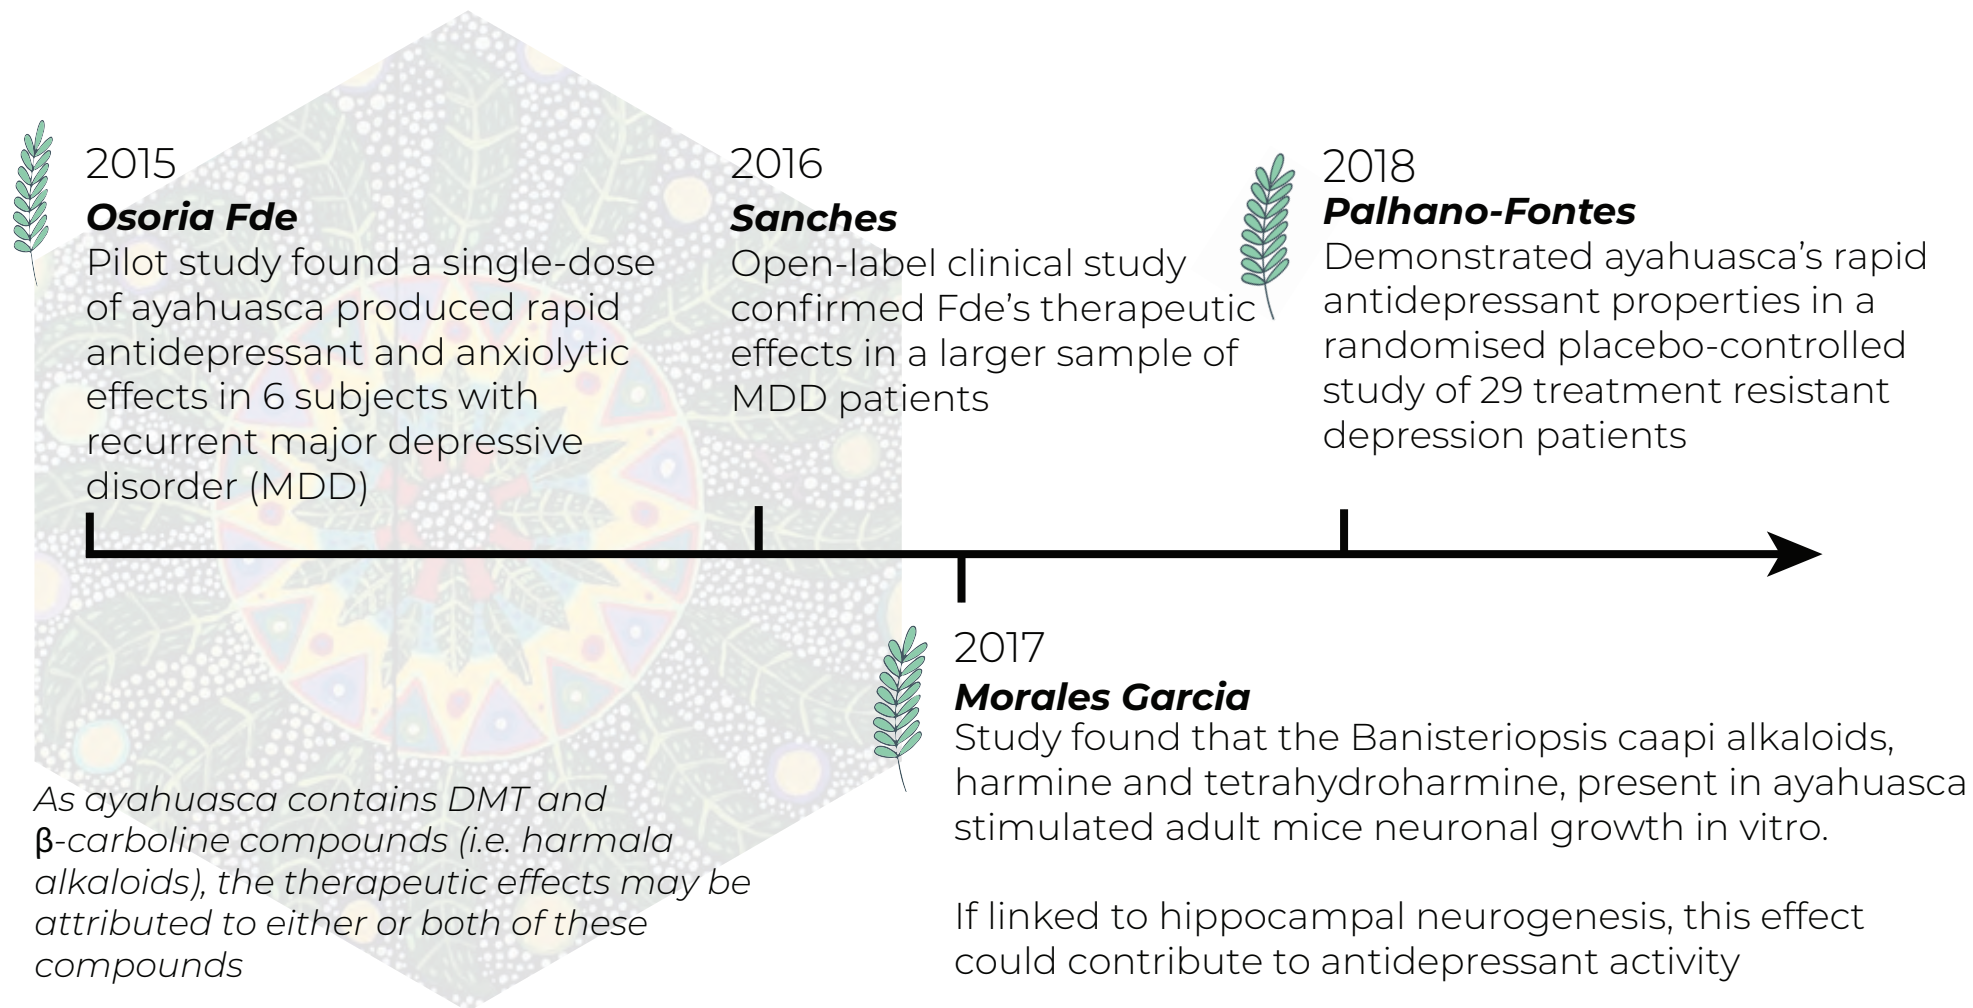 2015
Osoria Fde
Pilot study found a single-dose
of ayahuasca produced rapid
antidepressant and anxiolytic
effects in 6 subjects with
recurrent major depressive
disorder (MDD)
2016
Sanches
Open-label clinical study
confirmed Fde’s therapeutic
effects in a larger sample of
MDD patients
2018
Palhano-Fontes
Demonstrated ayahuasca’s rapid
antidepressant properties in a
randomised placebo-controlled
study of 29 treatment resistant
depression patients
2017
Morales Garcia
Study found that the Banisteriopsis caapi alkaloids,
harmine and tetrahydroharmine, present in ayahuasca
stimulated adult mice neuronal growth in vitro.
If linked to hippocampal neurogenesis, this effect
could contribute to antidepressant activity
As ayahuasca contains DMT and
β-carboline compounds (i.e. harmala
alkaloids), the therapeutic effects may be
attributed to either or both of these
compounds